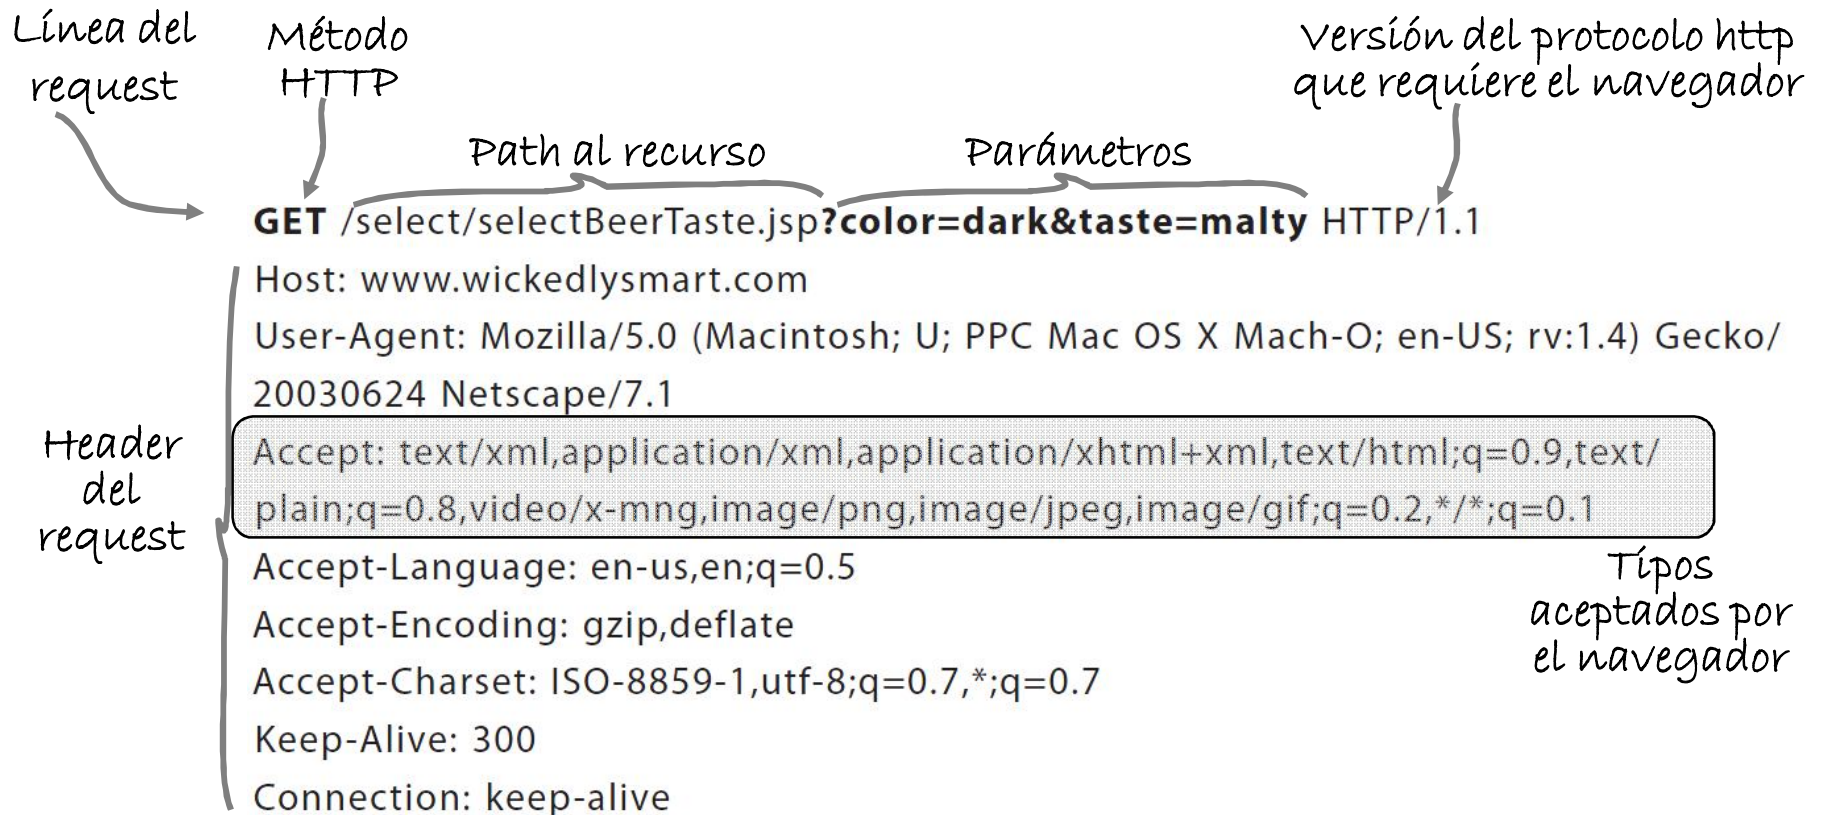 Línea del
request
Método
HTTP
Versión del protocolo http
que requiere el navegador
Path al recurso
Parámetros
GET /select/selectBeerTaste.jsp?color=dark&taste=malty HTTP/1.1
Host: www.wickedlysmart.com
User-Agent: Mozilla/5.0 (Macintosh; U; PPC Mac OS X Mach-O; en-US; rv:1.4) Gecko/
20030624 Netscape/7.1
Header
del
request
Accept: text/xml,application/xml,application/xhtml+xml,text/html;q=0.9,text/
plain;q=0.8,video/x-mng,image/png,image/jpeg,image/gif;q=0.2,*/*;q=0.1
Accept-Language: en-us,en;q=0.5
Tipos
aceptados por
el navegador
Accept-Encoding: gzip,deflate
Accept-Charset: ISO-8859-1,utf-8;q=0.7,*;q=0.7
Keep-Alive: 300
Connection: keep-alive